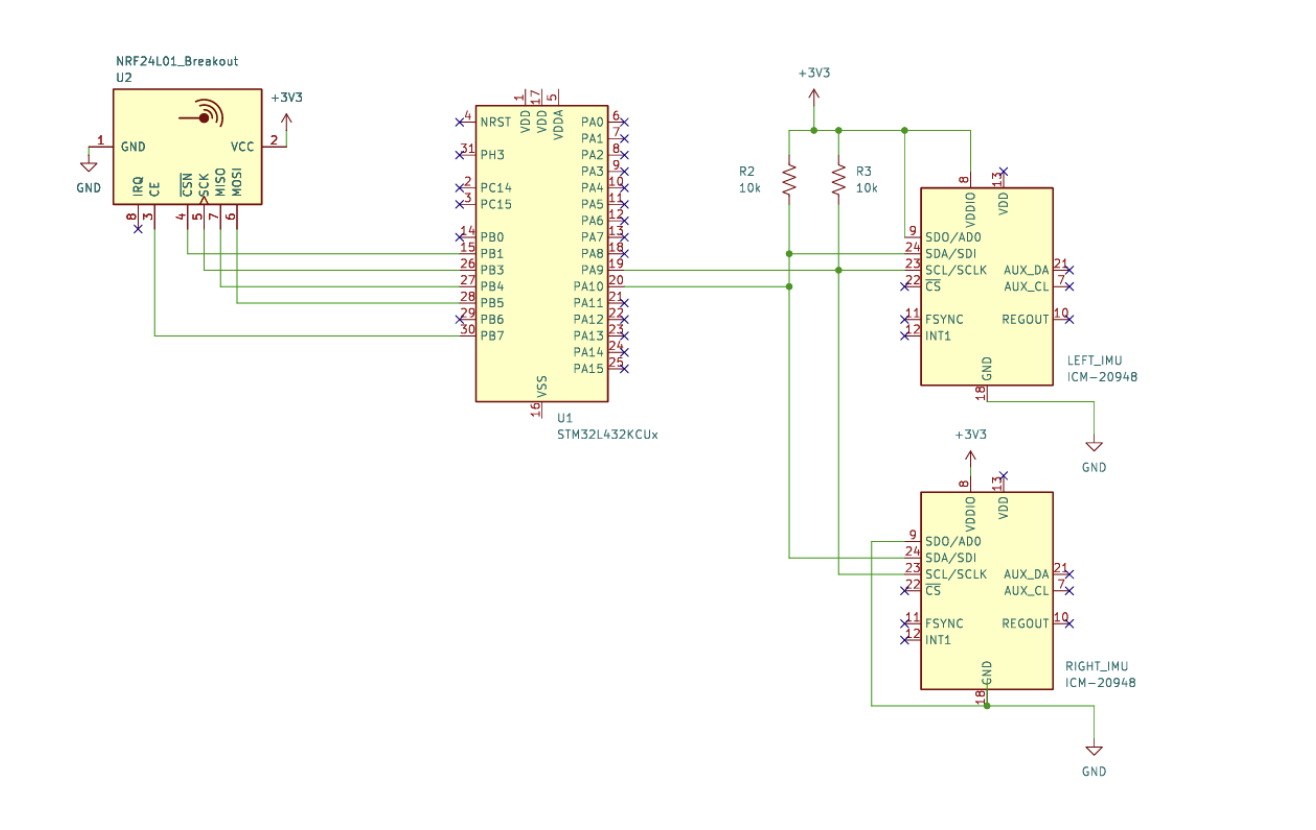 NRF24L01_Breakout
U2
+3V3
1
GND
VCC
2
GND
IRQ
CE
CSN
SCK
MISO
MOSI
8
3
4
5
7
6
1
17
5
VDD
VDD
VDDA
4
NRST
31
PH3
2
PC14
3
PC15
14
PB0
15
PB1
26
PB3
27
PB4
28
PB5
29
PB6
30
PB7
PA0
6
PA1
7
PA2
8
PA3
9
PA4
10
PA5
11
PA6
12
PA7
13
PA8
18
PA9
19
PA10
20
PA11
21
PA12
22
PA13
23
PA14
24
PA15
25
VSS
16
U1
STM32L432KCUx
+3V3
R2
10k
R3
10k
8
13
VDDIO
VDD
9
SDO/AD0
24
SDA/SDI
23
SCL/SCLK
22
CS
11
FSYNC
12
INT1
AUX_DA
21
AUX_CL
7
REGOUT
10
GND
18
LEFT_IMU
ICM-20948
GND
+3V3
8
13
VDDIO
VDD
9
SDO/AD0
24
SDA/SDI
23
SCL/SCLK
22
CS
11
FSYNC
12
INT1
AUX_DA
21
AUX_CL
7
REGOUT
10
GND
18
RIGHT_IMU
ICM-20948
GND